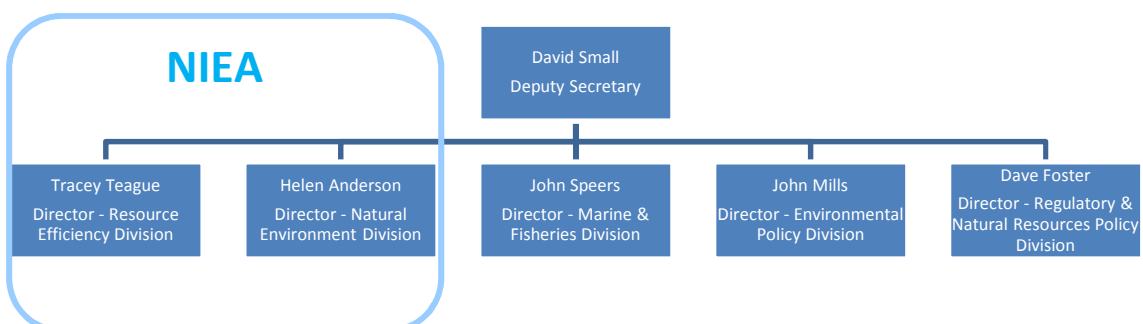 NIEA
David Small
Deputy Secretary
Tracey Teague
Director - Resource
Efficiency Division
Helen Anderson
Director - Natural
Environment Division
John Speers
Director - Marine &
Fisheries Division
John Mills
Director - Environmental
Policy Division
Dave Foster
Director - Regulatory &
Natural Resources Policy
Division